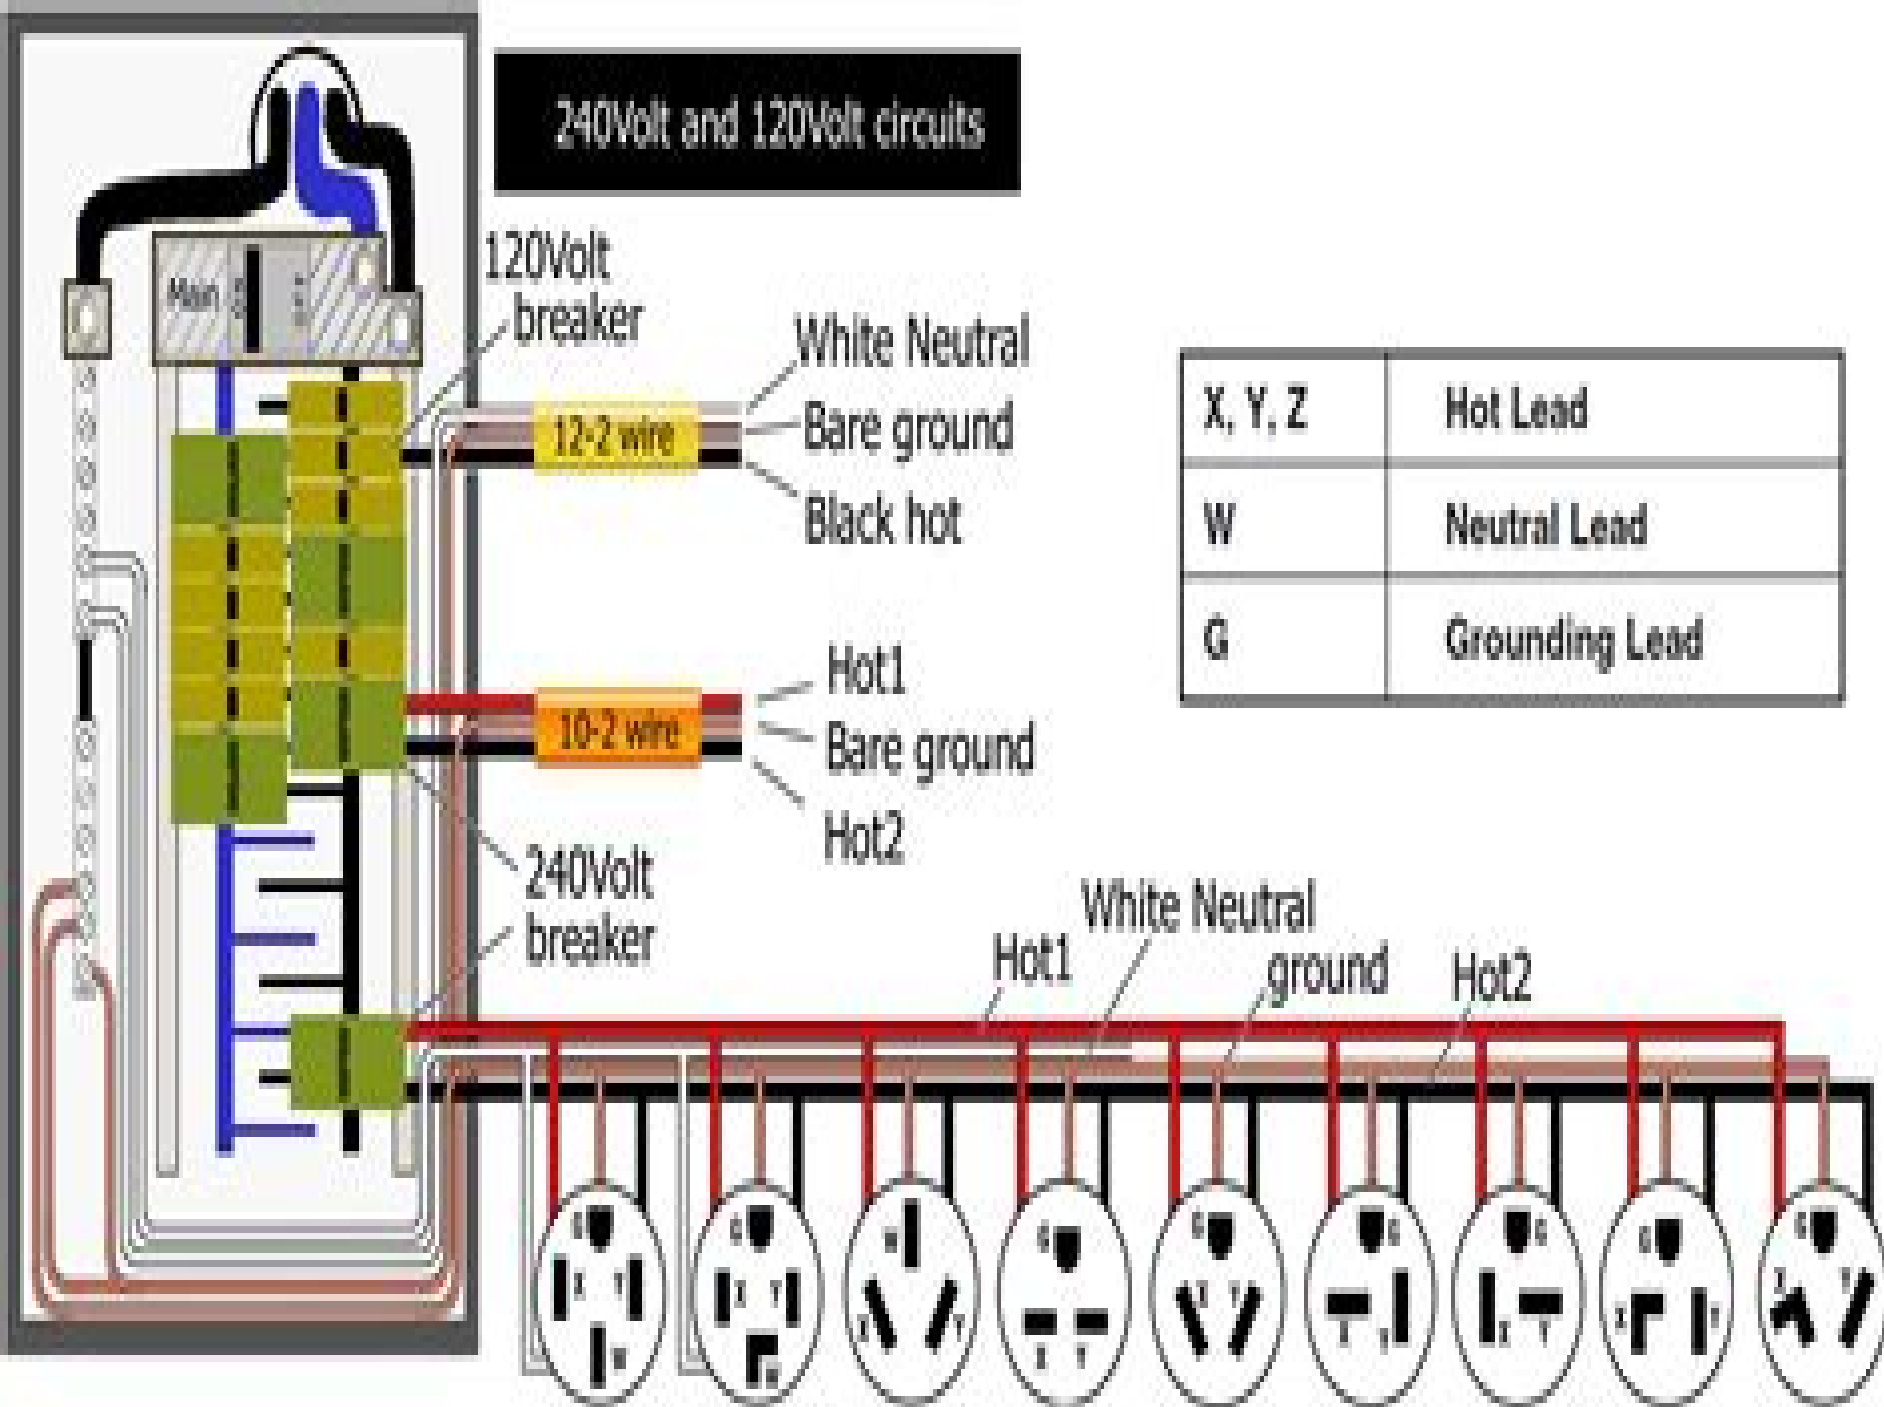 240Volt and 120Volt circuits
120Volt
breaker
Main
White Neutral
12-2 wire
Bare ground
Black hot
X, Y, Z Hot Lead
W Neutral Lead
G Grounding Lead
Hot1
10-2 wire
Bare ground
Hot2
240Volt
breaker
White Neutral
Hot1
ground
Hot2
G G W G G G G G G
X Y X Y X Y X Y X Y X Y X Y X Y X Y
W